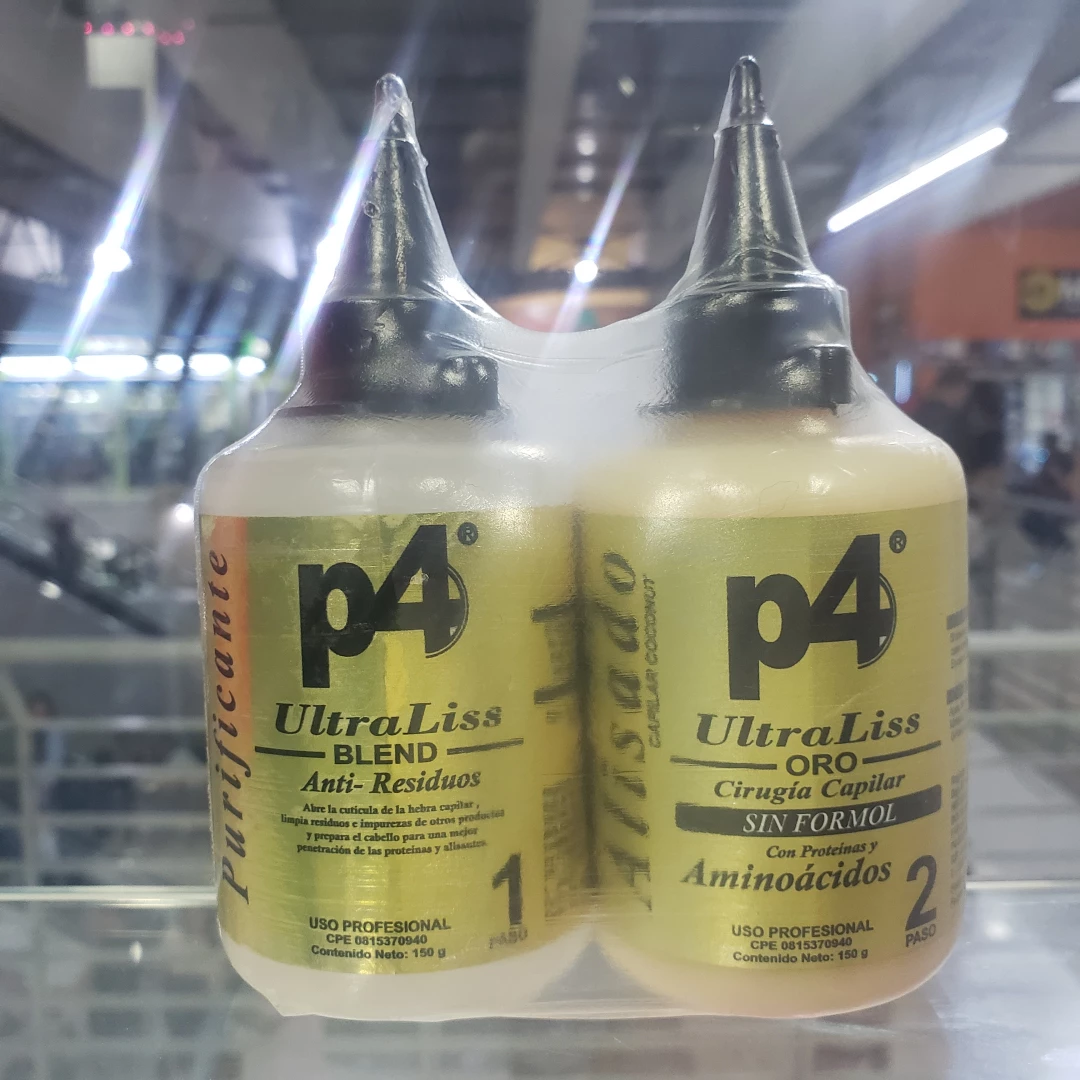 Purificante
p4®
UltraLiss
BLEND
Anti- Residuos
Abre la cuticula de la hebra capilar ,
limpia residuos e impurezas de otros productos
y prepara el cabello para una mejor
penetración de las proteinas y alisantes
1
PASO
USO PROFESIONAL
CPE 0815370940
Contenido Neto: 150 g
Alisado
CAPILAR COCONUT
p4®
UltraLiss
ORO
Cirugía Capilar
SIN FORMOL
Con Proteínas y
Aminoácidos
2
PASO
USO PROFESIONAL
CPE 0815370940
Contenido Neto: 150 g